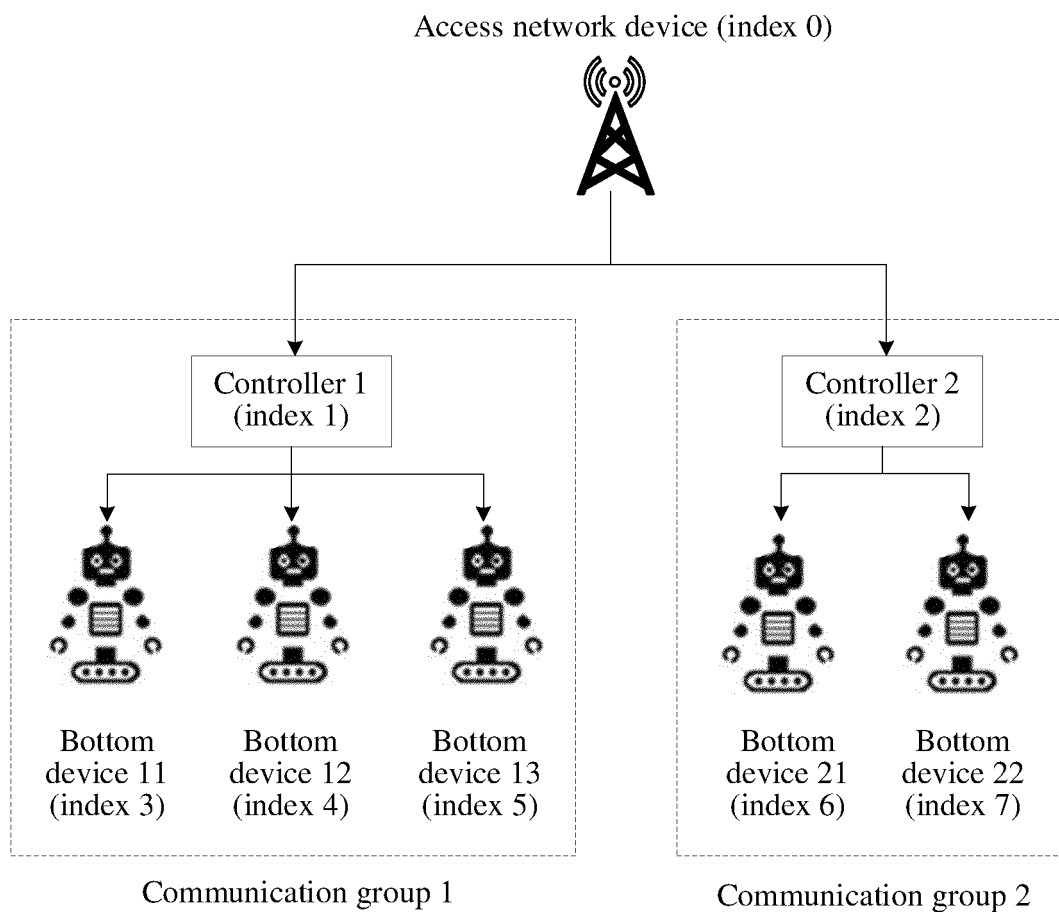 Access network device (index 0)
Controller 1
(index 1)
Controller 2
(index 2)
Bottom
device 11
(index 3)
Bottom
device 12
(index 4)
Bottom
device 13
(index 5)
Bottom
device 21
(index 6)
Bottom
device 22
(index 7)
Communication group 1
Communication group 2